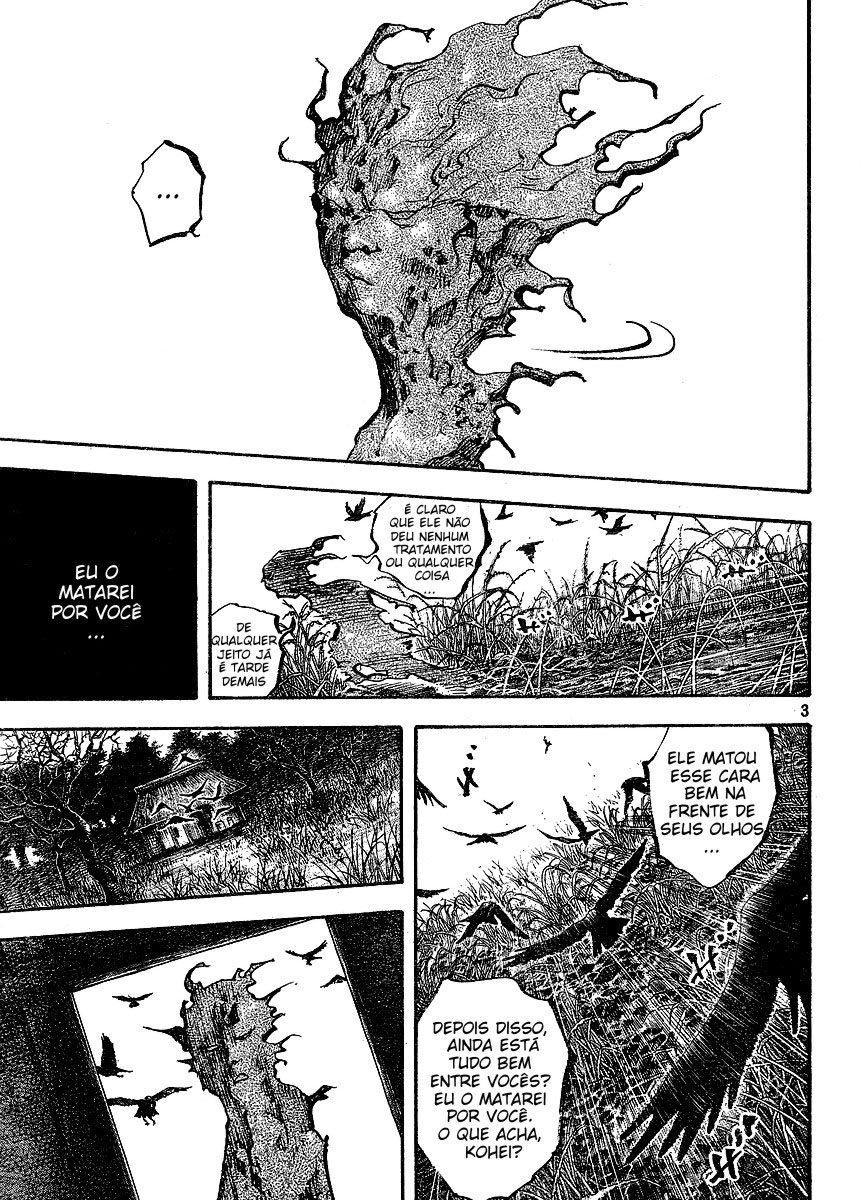 ...
É CLARO
QUE ELE NÃO
DEU NENHUM
TRATAMENTO
OU QUALQUER
COISA
...
DE
QUALQUER
JEITO JÁ
É TARDE
DEMAIS
EU O
MATAREI
POR VOCÊ
...
3
ELE MATOU
ESSE CARA
BEM NA
FRENTE DE
SEUS OLHOS
...
DEPOIS DISSO,
AINDA ESTÁ
TUDO BEM
ENTRE VOCÊS?
EU O MATAREI
POR VOCÊ.
O QUE ACHA,
KOHEI?